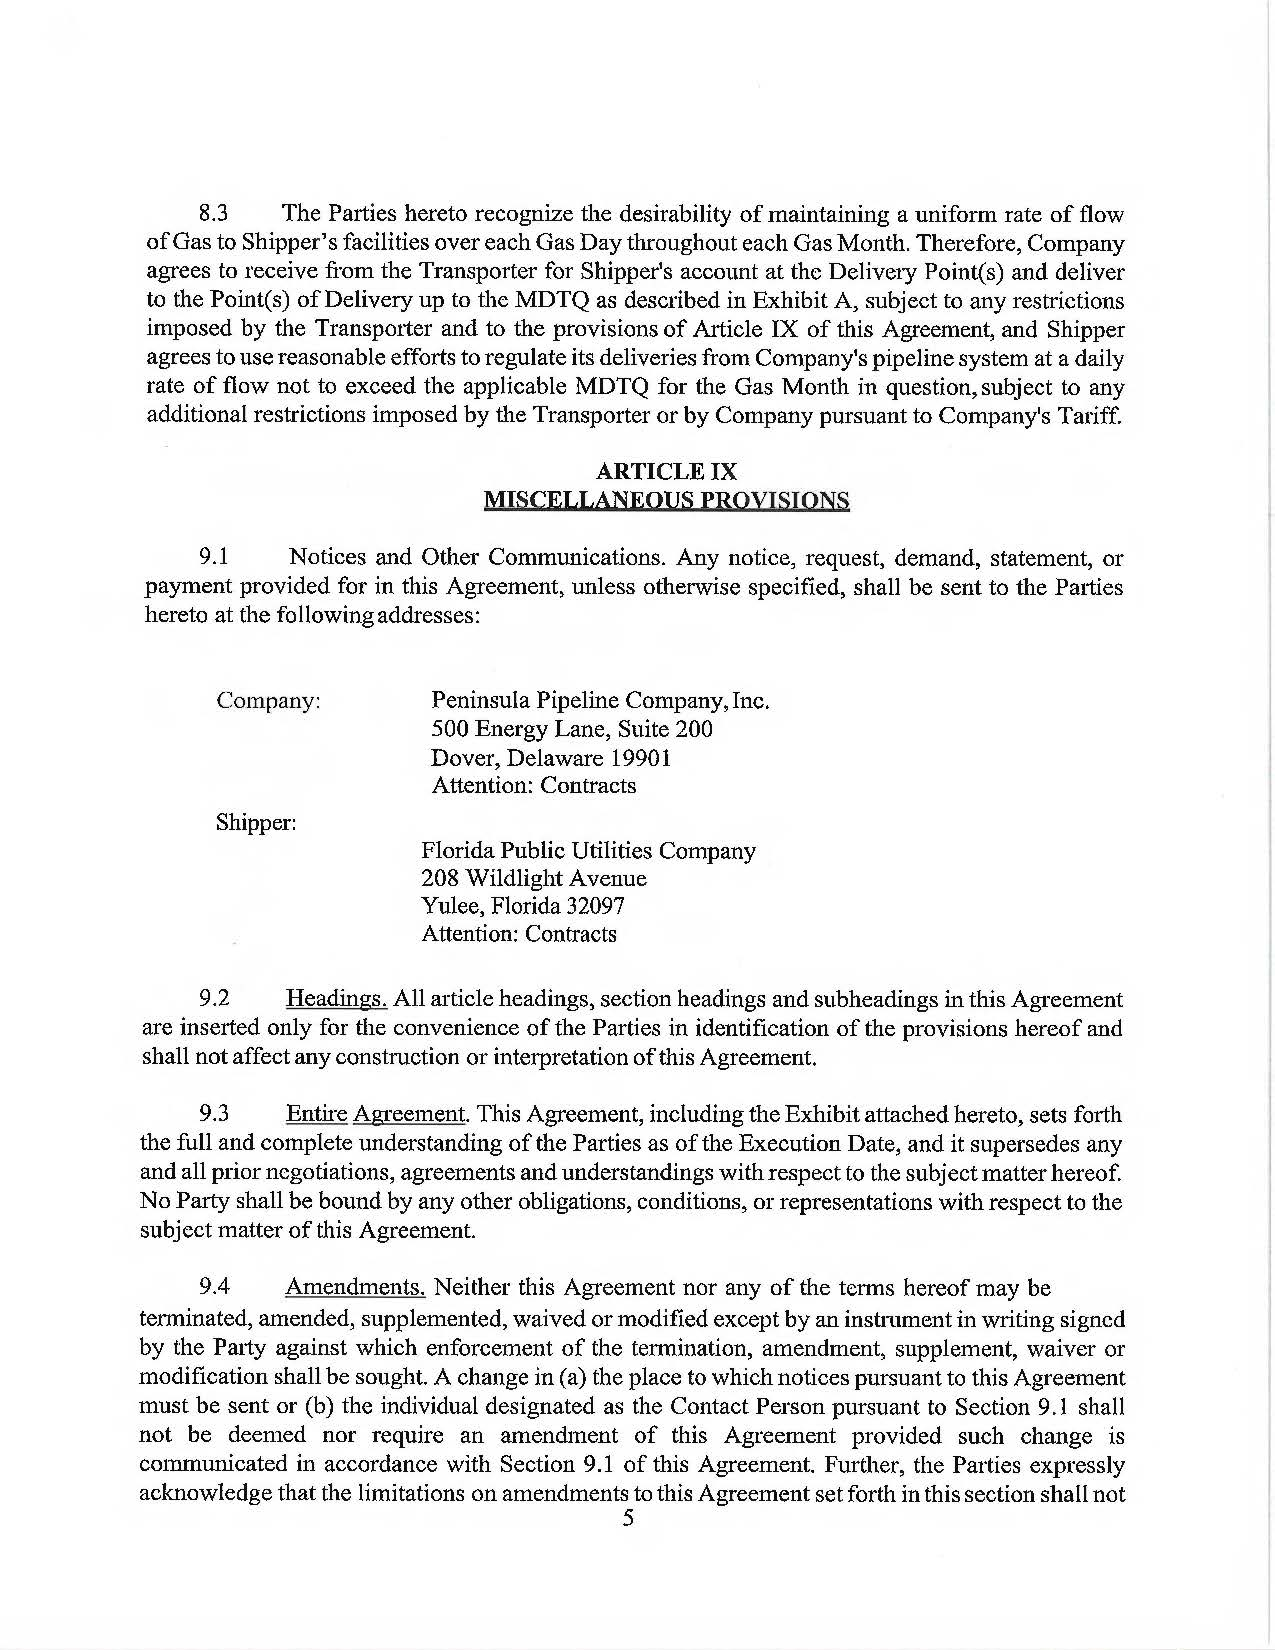 8.3 The Parties hereto recognize the desirability of maintaining a uniform rate of flow
of Gas to Shipper's facilities over each Gas Day throughout each Gas Month. Therefore, Company
agrees to receive from the Transporter for Shipper's account at the Delivery Point(s) and deliver
to the Point(s) of Delivery up to the MDTQ as described in Exhibit A, subject to any restrictions
imposed by the Transporter and to the provisions of Article IX of this Agreement, and Shipper
agrees to use reasonable efforts to regulate its deliveries from Company's pipeline system at a daily
rate of flow not to exceed the applicable MDTQ for the Gas Month in question, subject to any
additional restrictions imposed by the Transporter or by Company pursuant to Company's Tariff.
ARTICLE IX
MISCELLANEOUS PROVISIONS
9.1 Notices and Other Communications. Any notice, request, demand, statement, or
payment provided for in this Agreement, unless otherwise specified, shall be sent to the Parties
hereto at the following addresses:
Company: Peninsula Pipeline Company, Inc.
500 Energy Lane, Suite 200
Dover, Delaware 19901
Attention: Contracts
Shipper:
Florida Public Utilities Company
208 Wildlight Avenue
Yulee, Florida 32097
Attention: Contracts
9.2 Headings. All article headings, section headings and subheadings in this Agreement
are inserted only for the convenience of the Parties in identification of the provisions hereof and
shall not affect any construction or interpretation of this Agreement.
9.3 Entire Agreement. This Agreement, including the Exhibit attached hereto, sets forth
the full and complete understanding of the Parties as of the Execution Date, and it supersedes any
and all prior negotiations, agreements and understandings with respect to the subject matter hereof.
No Party shall be bound by any other obligations, conditions, or representations with respect to the
subject matter of this Agreement.
9.4 Amendments. Neither this Agreement nor any of the terms hereof may be
terminated, amended, supplemented, waived or modified except by an instrument in writing signed
by the Party against which enforcement of the termination, amendment, supplement, waiver or
modification shall be sought. A change in (a) the place to which notices pursuant to this Agreement
must be sent or (b) the individual designated as the Contact Person pursuant to Section 9.1 shall
not be deemed nor require an amendment of this Agreement provided such change is
communicated in accordance with Section 9.1 of this Agreement. Further, the Parties expressly
acknowledge that the limitations on amendments to this Agreement set forth in this section shall not
5